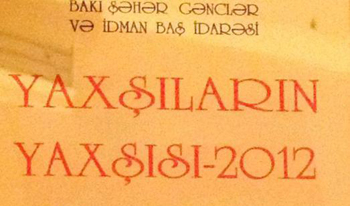 BAKI ŞƏHƏR GƏNCLƏR
VƏ İDMAN BAŞ İDARƏSİ
YAXŞILARIN
YAXŞISI-2012